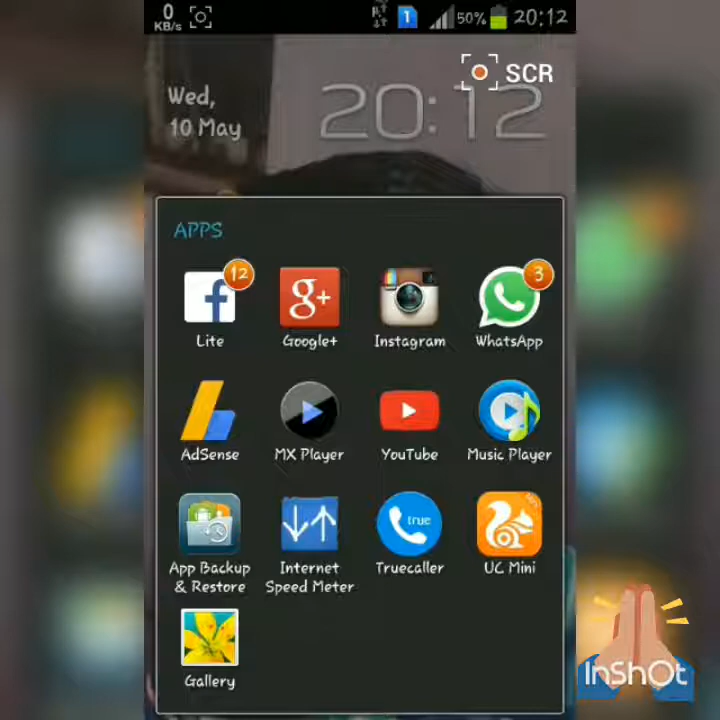 0
KB/s
1
50%
20:12
SCR
Wed,
10 May
20:12
APPS
12
3
f
g+
Lite
Google+
Instagram
WhatsApp
AdSense
MX Player
YouTube
Music Player
true
App Backup
& Restore
Internet
Speed Meter
Truecaller
UC Mini
Gallery
InShOt